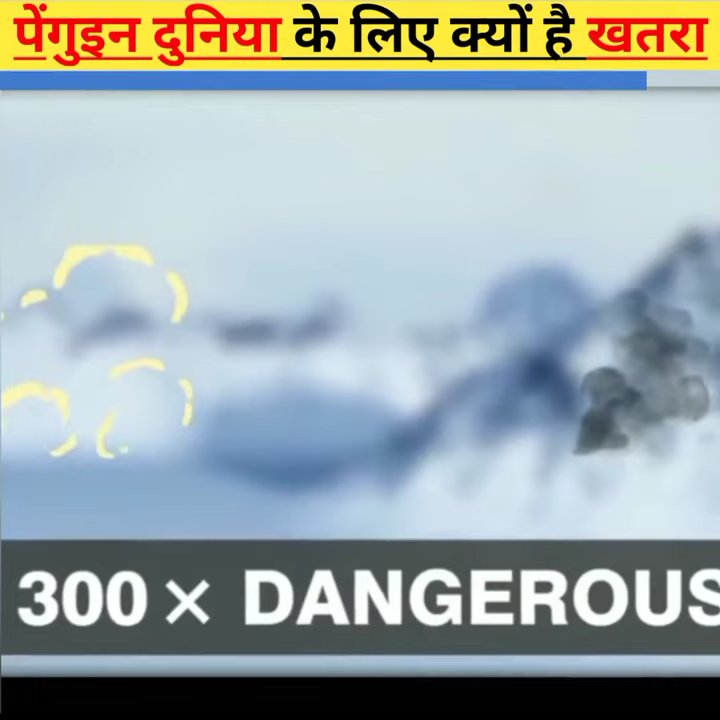 पेंगुइन दुनिया के लिए क्यों है खतरा
300 × DANGEROUS